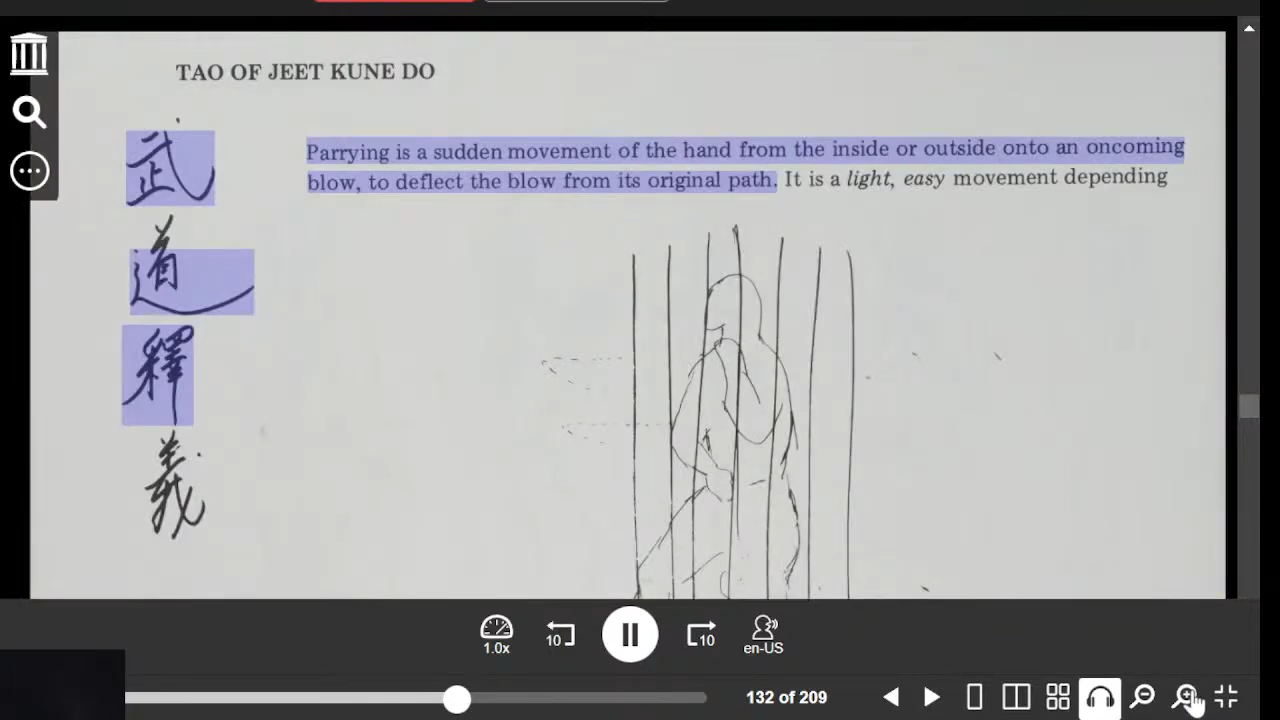 TAO OF JEET KUNE DO
武
道
釋
義
Parrying is a sudden movement of the hand from the inside or outside onto an oncoming
blow, to deflect the blow from its original path. It is a light, easy movement depending
10
10
1.0x
en-US
132 of 209